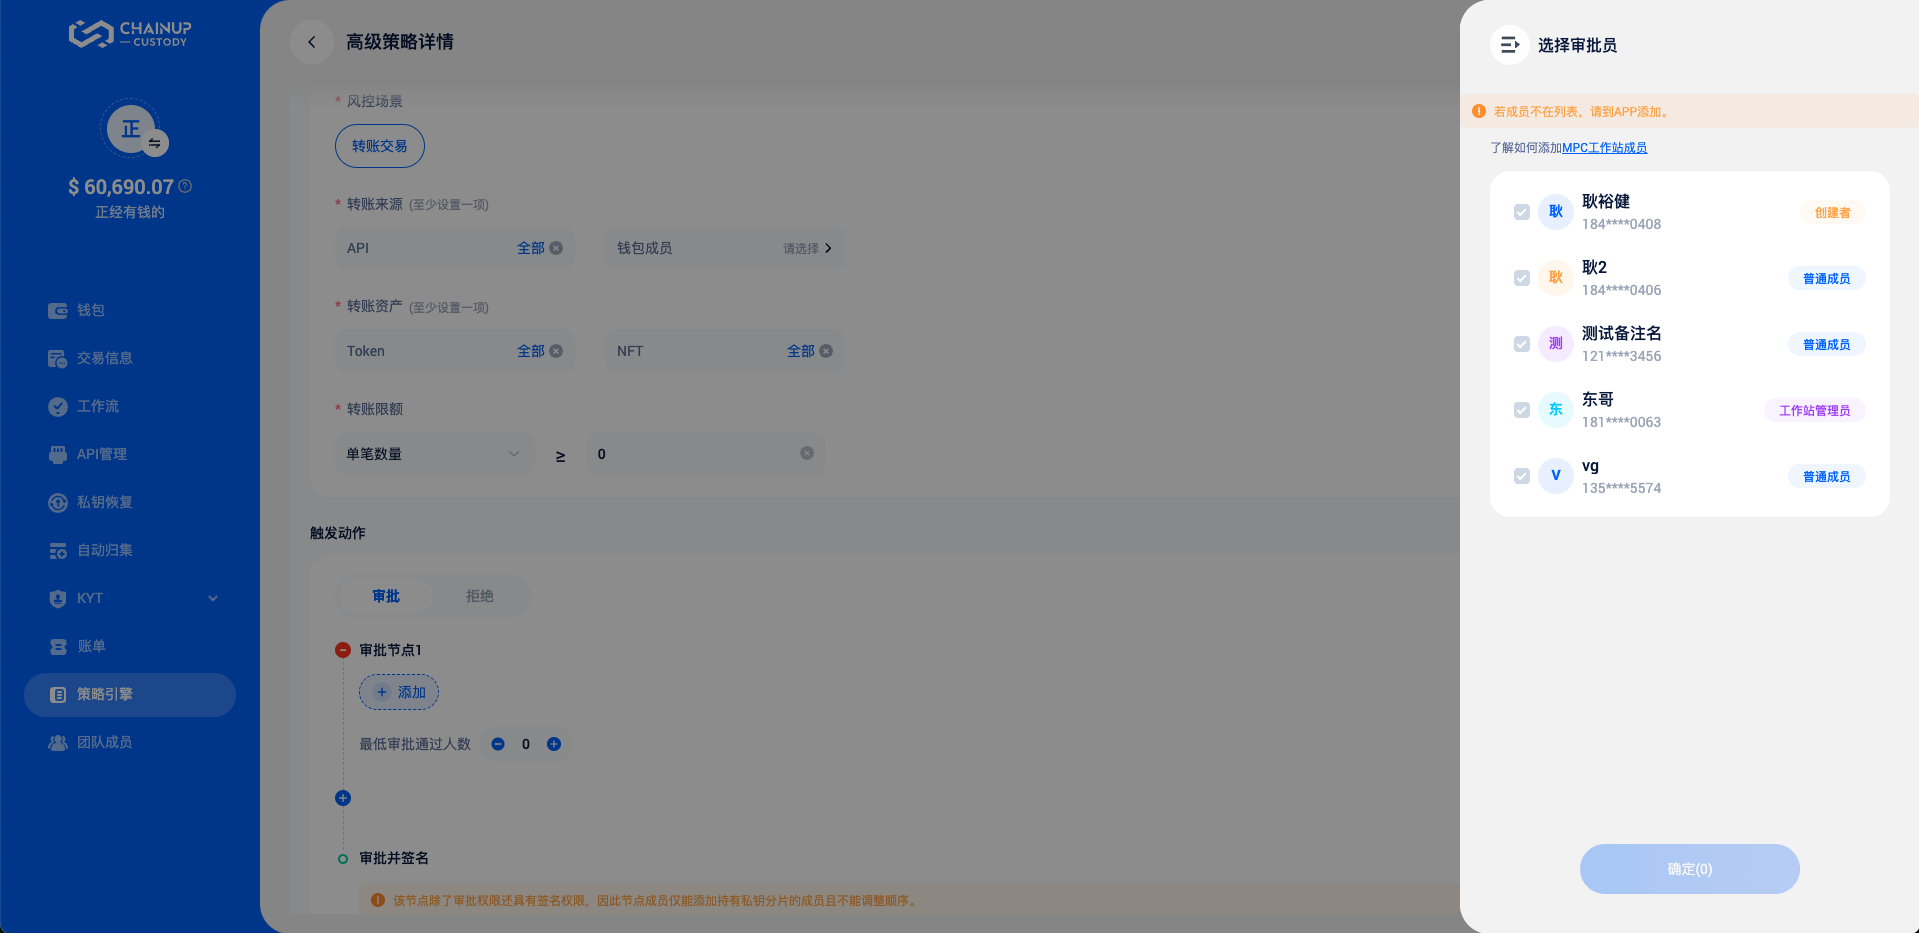 CHAINUP
CUSTODY
正
$ 60,690.07
正经有钱的
钱包
交易信息
工作流
API管理
私钥恢复
自动归集
KYT
账单
策略引擎
团队成员
高级策略详情
* 风控场景
转账交易
* 转账来源 (至少设置一项)
API 全部
钱包成员 请选择
* 转账资产 (至少设置一项)
Token 全部
NFT 全部
* 转账限额
单笔数量 ≥ 0
触发动作
审批 拒绝
审批节点1
+ 添加
最低审批通过人数 0
审批并签名
该节点除了审批权限还具有签名权限，因此节点成员仅能添加持有私钥分片的成员且不能调整顺序。
选择审批员
若成员不在列表，请到APP添加。
了解如何添加MPC工作站成员
耿 耿裕健 创建者
184****0408
耿 耿2 普通成员
184****0406
测 测试备注名 普通成员
121****3456
东 东哥 工作站管理员
181****0063
V vg 普通成员
135****5574
确定(0)